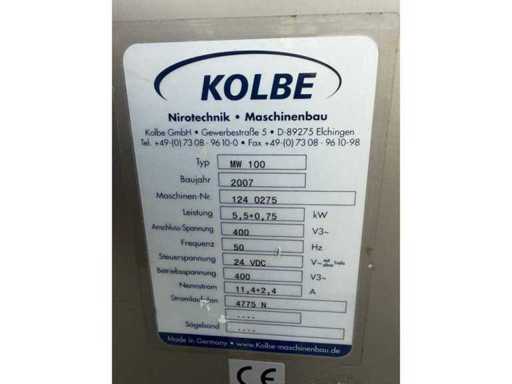 KOLBE
Nirotechnik • Maschinenbau
Kolbe GmbH • Gewerbestraße 5 • D-89275 Elchingen
Tel. +49-(0) 73 08 - 96 10-0 • Fax +49-(0) 73 08 - 96 10-98
Typ MW 100
Baujahr 2007
Maschinen-Nr. 124 0275
Leistung 5,5+0,75 kW
Anschluss-Spannung 400 V3~
Frequenz 50 Hz
Steuerspannung 24 VDC V~
Betriebsspannung 400 V3~
Nennstrom 11,4+2,4 A
Stromlaufplan 4775 N
----
Sägeband ----
Made in Germany • www.Kolbe-maschinenbau.de
CE